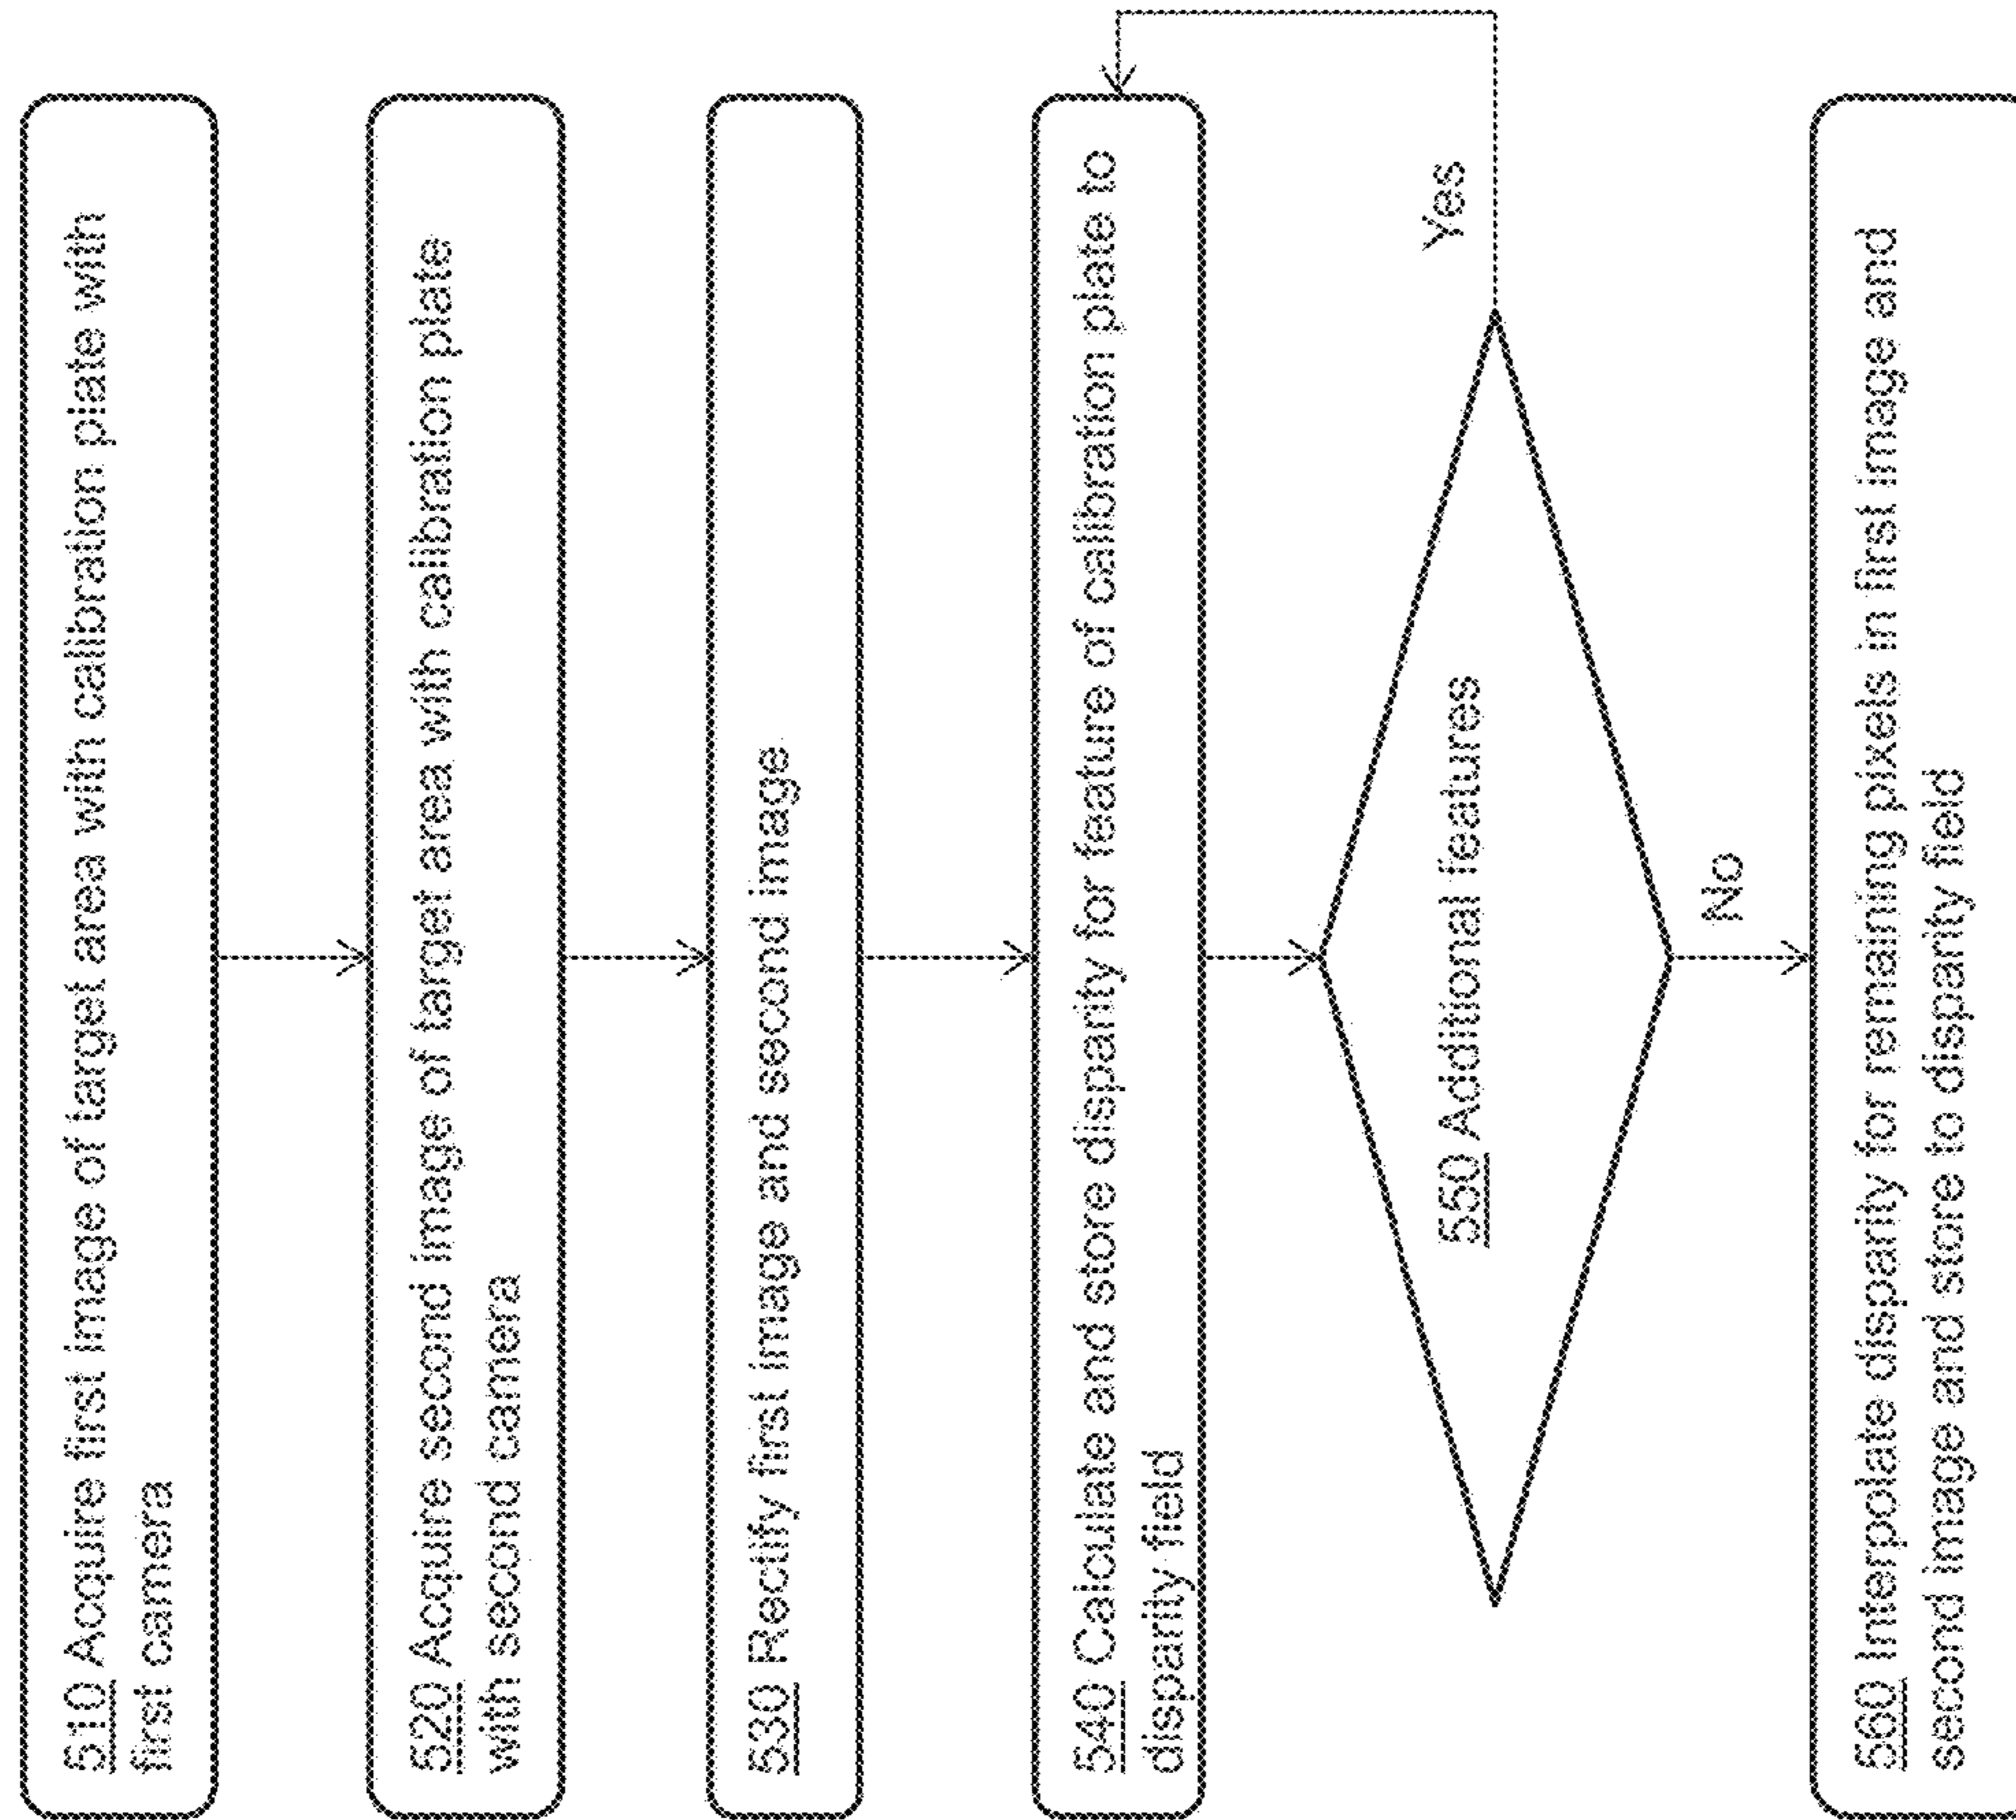 510 Acquire first image of target area with calibration plate with
first camera
520 Acquire second image of target area with calibration plate
with second camera
530 Rectify first image and second image
540 Calculate and store disparity for feature of calibration plate to
disparity field
550 Additional features
Yes
No
560 Interpolate disparity for remaining pixels in first image and
second image and store to disparity field